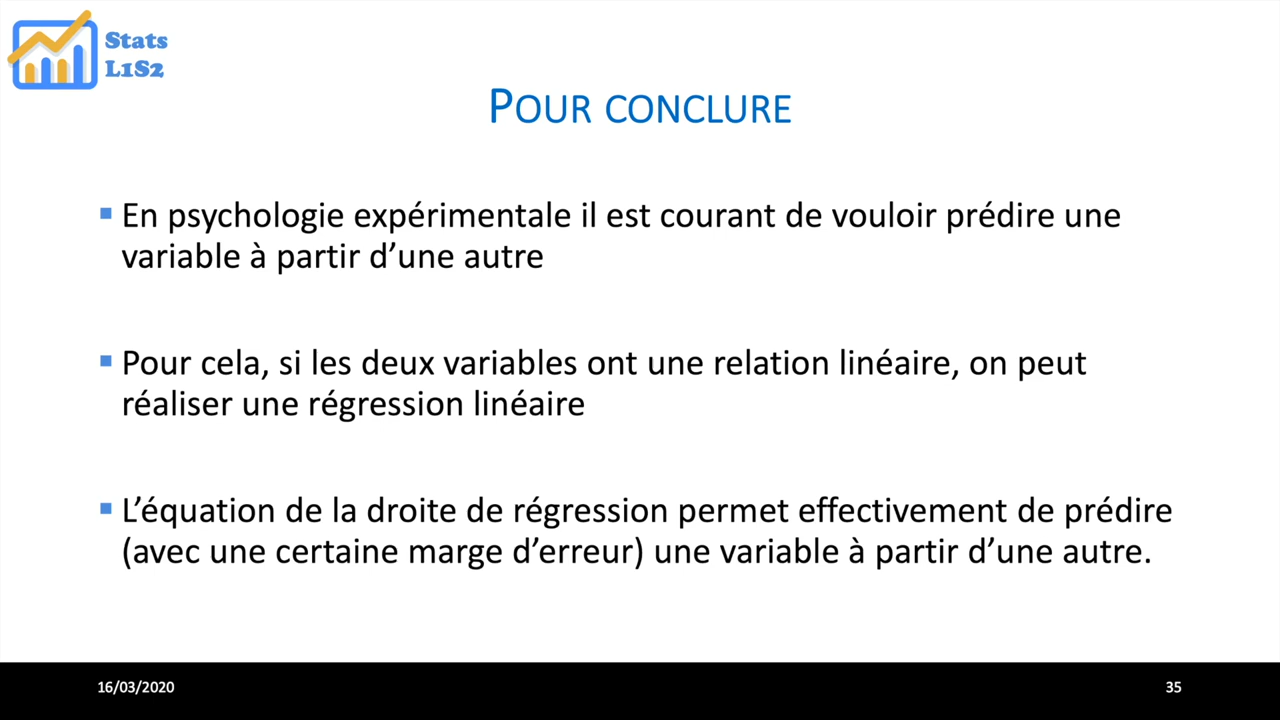 Stats
L1S2
POUR CONCLURE
▪ En psychologie expérimentale il est courant de vouloir prédire une
variable à partir d’une autre
▪ Pour cela, si les deux variables ont une relation linéaire, on peut
réaliser une régression linéaire
▪ L’équation de la droite de régression permet effectivement de prédire
(avec une certaine marge d’erreur) une variable à partir d’une autre.
16/03/2020
35